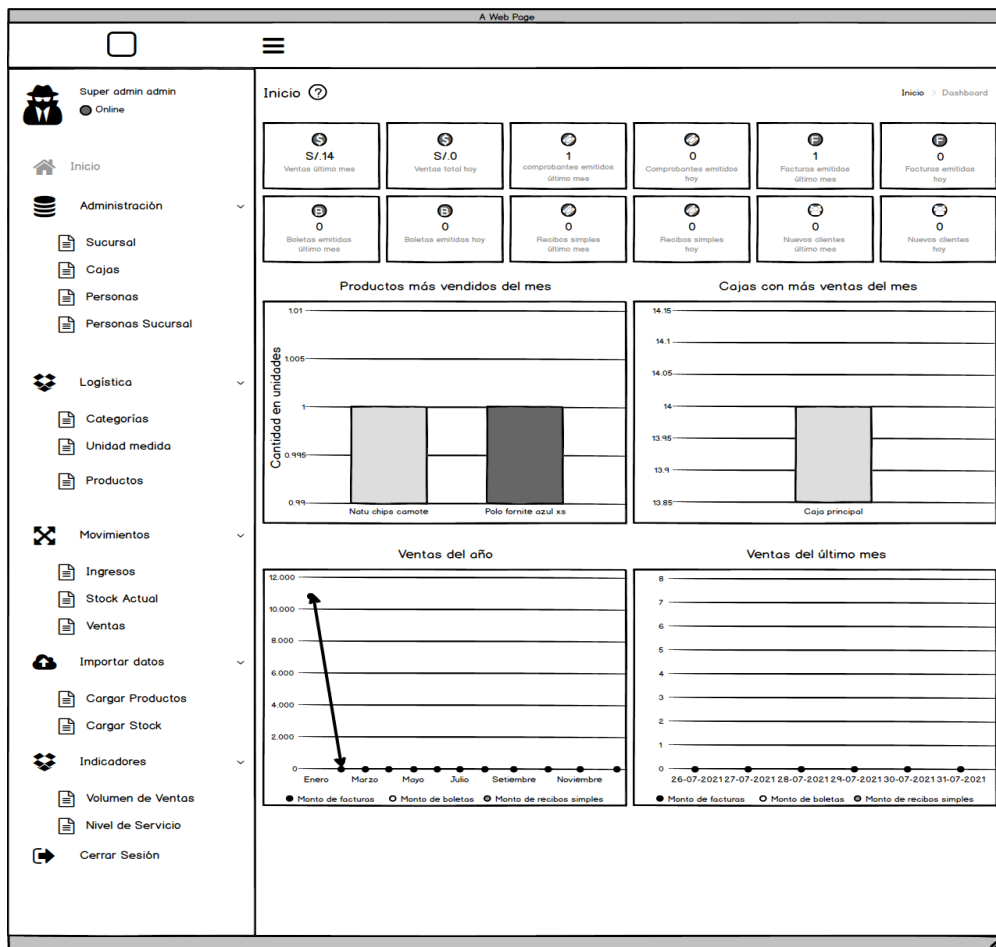 A Web Page
Super admin admin
Online
Inicio
Administración
Sucursal
Cajas
Personas
Personas Sucursal
Logística
Categorías
Unidad medida
Productos
Movimientos
Ingresos
Stock Actual
Ventas
Importar datos
Cargar Productos
Cargar Stock
Indicadores
Volumen de Ventas
Nivel de Servicio
Cerrar Sesión
Inicio ?
Inicio > Dashboard
S
S/.14
Ventas último mes
S
S/.0
Ventas total hoy
1
comprobantes emitidos
último mes
0
Comprobantes emitidos
hoy
F
1
Facturas emitidas
último mes
F
0
Facturas emitidas
hoy
B
0
Boletas emitidas
último mes
B
0
Boletas emitidas hoy
0
Recibos simples
último mes
0
Recibos simples
hoy
0
Nuevos clientes
último mes
0
Nuevos clientes
hoy
Productos más vendidos del mes
Cantidad en unidades
1.01
1.005
1
0.995
0.99
Natu chips camote
Polo fornite azul xs
Cajas con más ventas del mes
14.15
14.1
14.05
14
13.95
13.9
13.85
Caja principal
Ventas del año
12.000
10.000
8.000
6.000
4.000
2.000
0
Enero Marzo Mayo Julio Setiembre Noviembre
Monto de facturas Monto de boletas Monto de recibos simples
Ventas del último mes
8
7
6
5
4
3
2
1
0
26-07-2021 27-07-2021 28-07-2021 29-07-2021 30-07-2021 31-07-2021
Monto de facturas Monto de boletas Monto de recibos simples